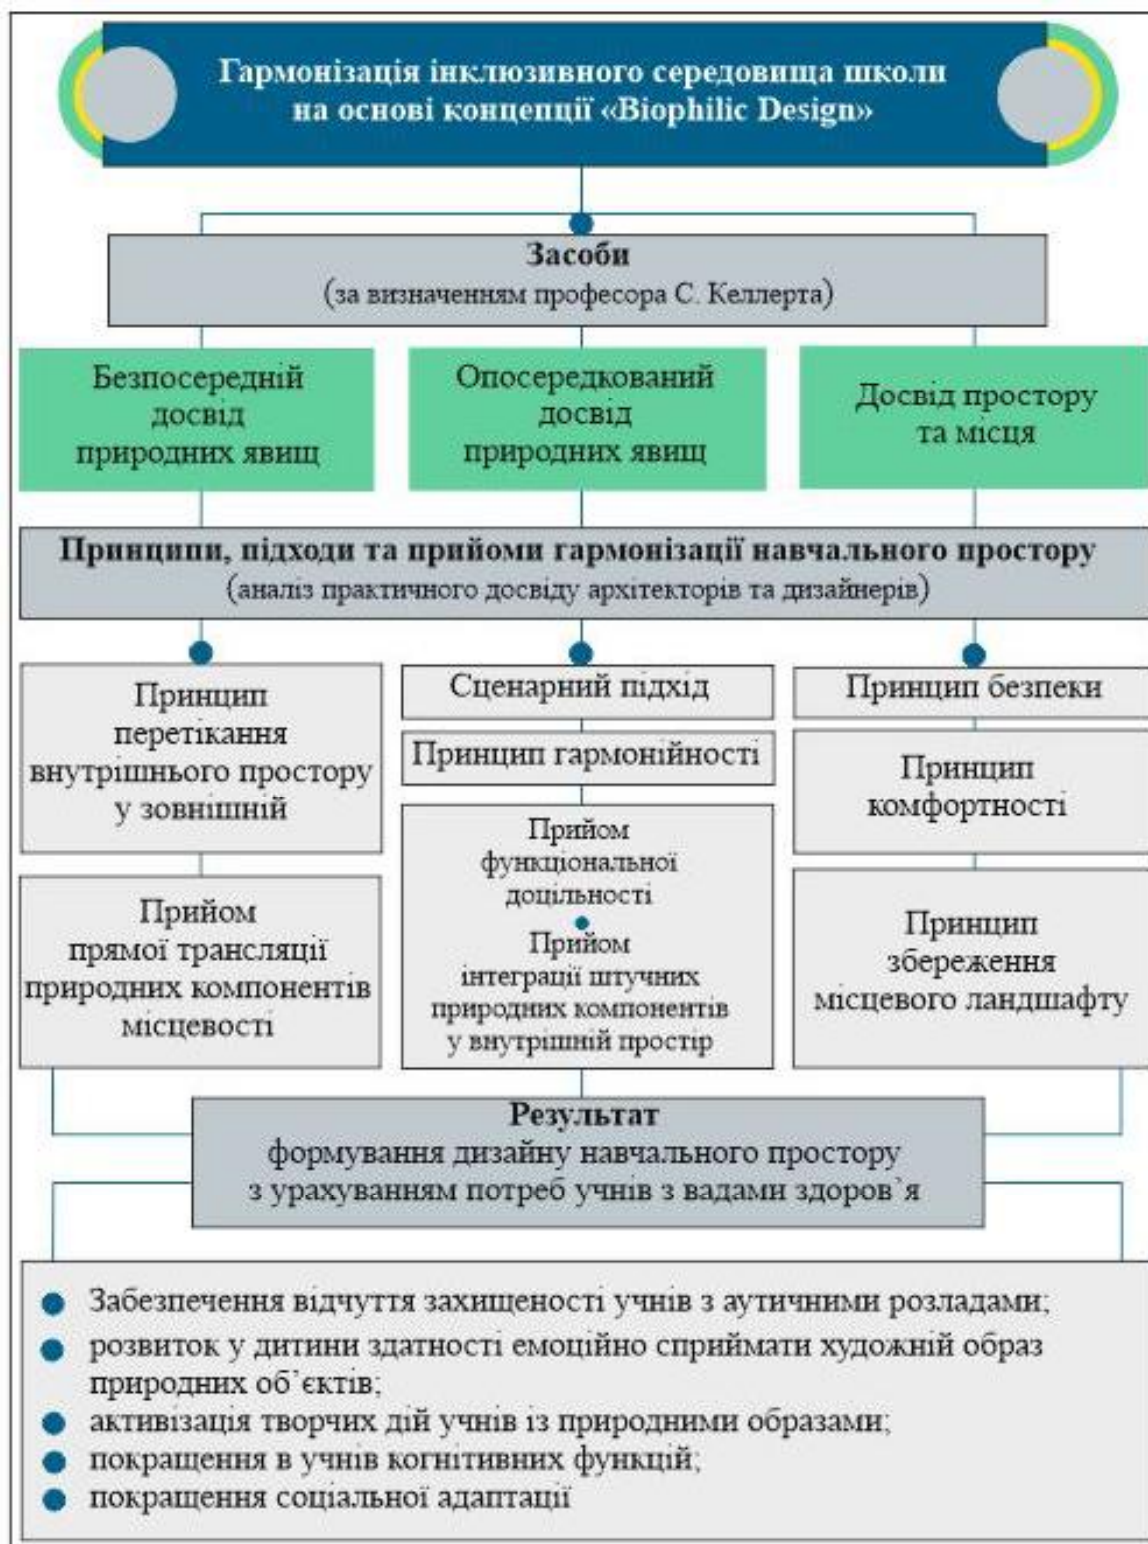 Гармонізація інклюзивного середовища школи
на основі концепції «Biophilic Design»
Засоби
(за визначенням професора С. Келлерта)
Безпосередній
досвід
природних явищ
Опосередкований
досвід
природних явищ
Досвід простору
та місця
Принципи, підходи та прийоми гармонізації навчального простору
(аналіз практичного досвіду архітекторів та дизайнерів)
Принцип
перетікання
внутрішнього простору
у зовнішній
Прийом
прямої трансляції
природних компонентів
місцевості
Сценарний підхід
Принцип гармонійності
Прийом
функціональної
доцільності
Прийом
інтеграції штучних
природних компонентів
у внутрішній простір
Принцип безпеки
Принцип
комфортності
Принцип
збереження
місцевого ландшафту
Результат
формування дизайну навчального простору
з урахуванням потреб учнів з вадами здоров`я
Забезпечення відчуття захищеності учнів з аутичними розладами;
розвиток у дитини здатності емоційно сприймати художній образ
природних об’єктів;
активізація творчих дій учнів із природними образами;
покращення в учнів когнітивних функцій;
покращення соціальної адаптації